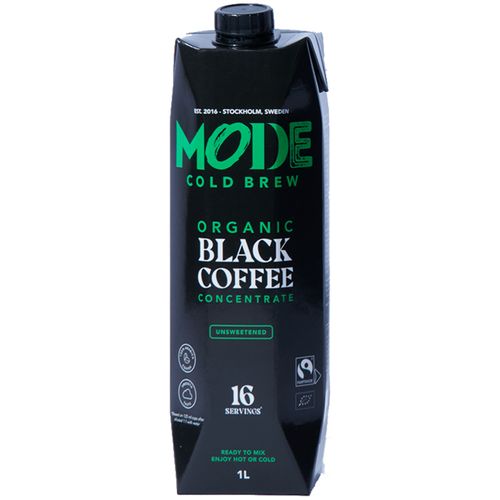 EST. 2016 - STOCKHOLM, SWEDEN
MODE
COLD BREW
ORGANIC
BLACK
COFFEE
CONCENTRATE
UNSWEETENED
16
SERVINGS*
READY TO MIX
ENJOY HOT OR COLD
1L